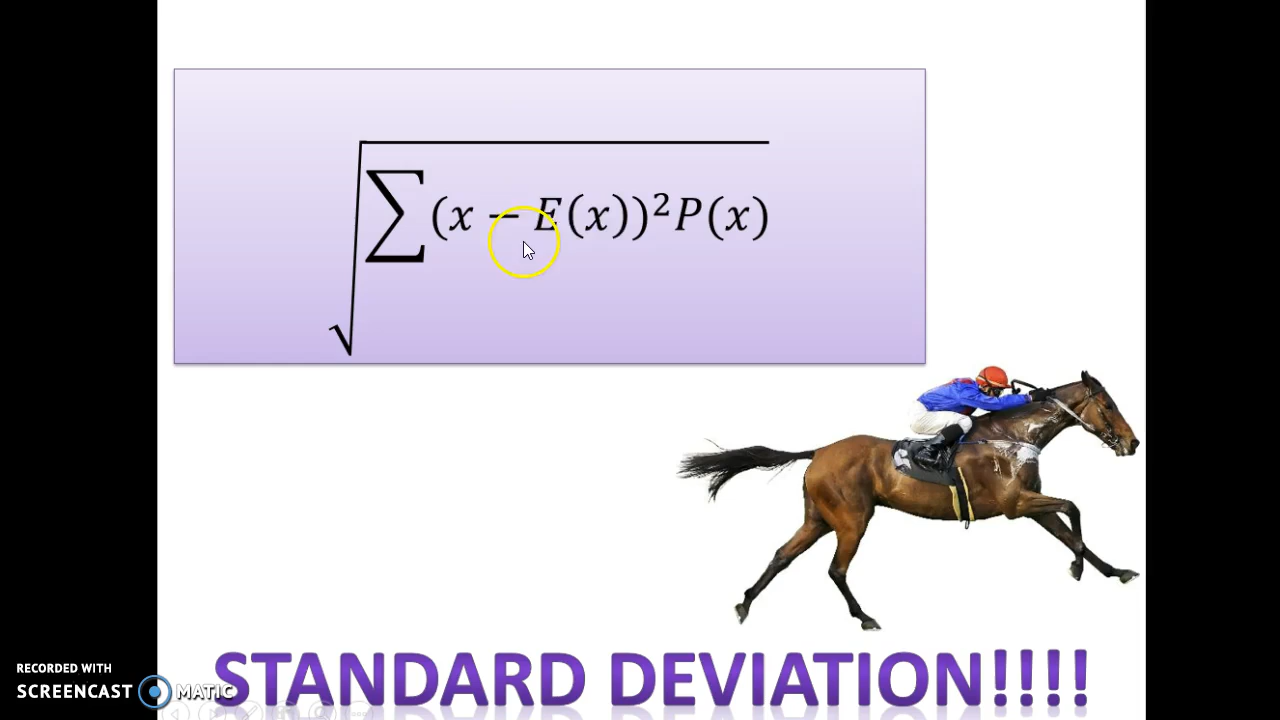 √∑(x − E(x))²P(x)
STANDARD DEVIATION!!!!
RECORDED WITH
SCREENCAST MATIC